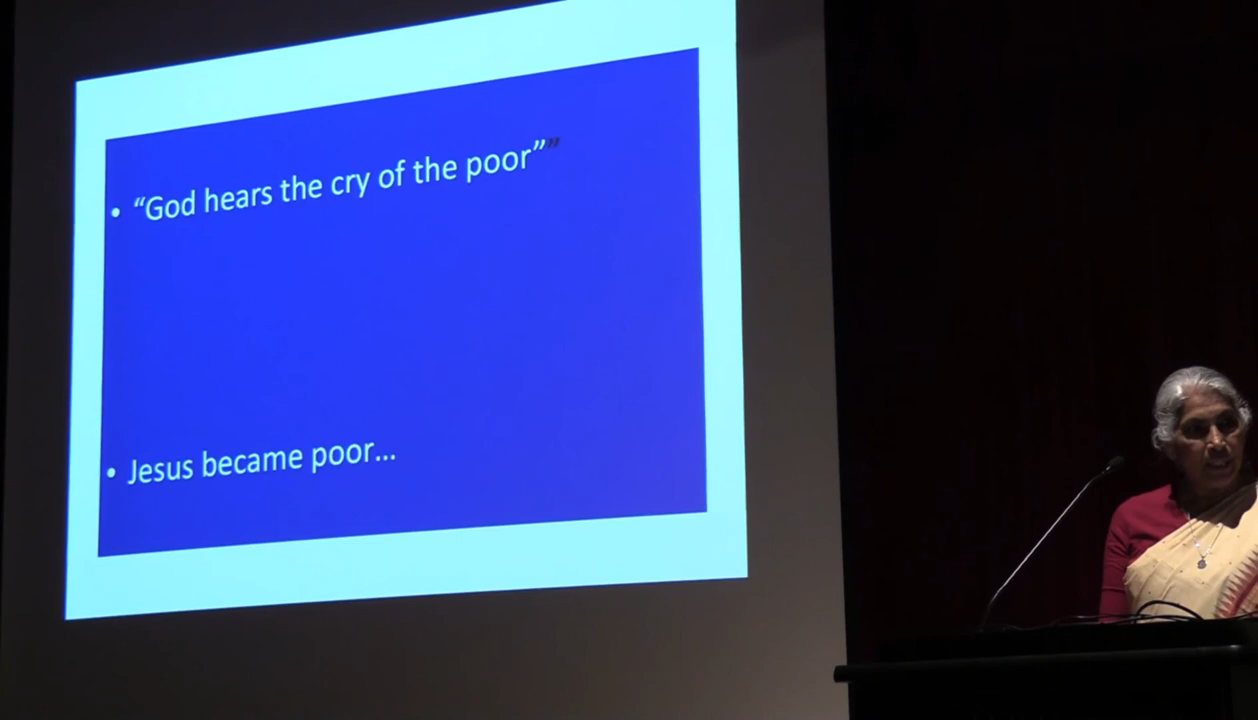 • “God hears the cry of the poor””
• Jesus became poor...